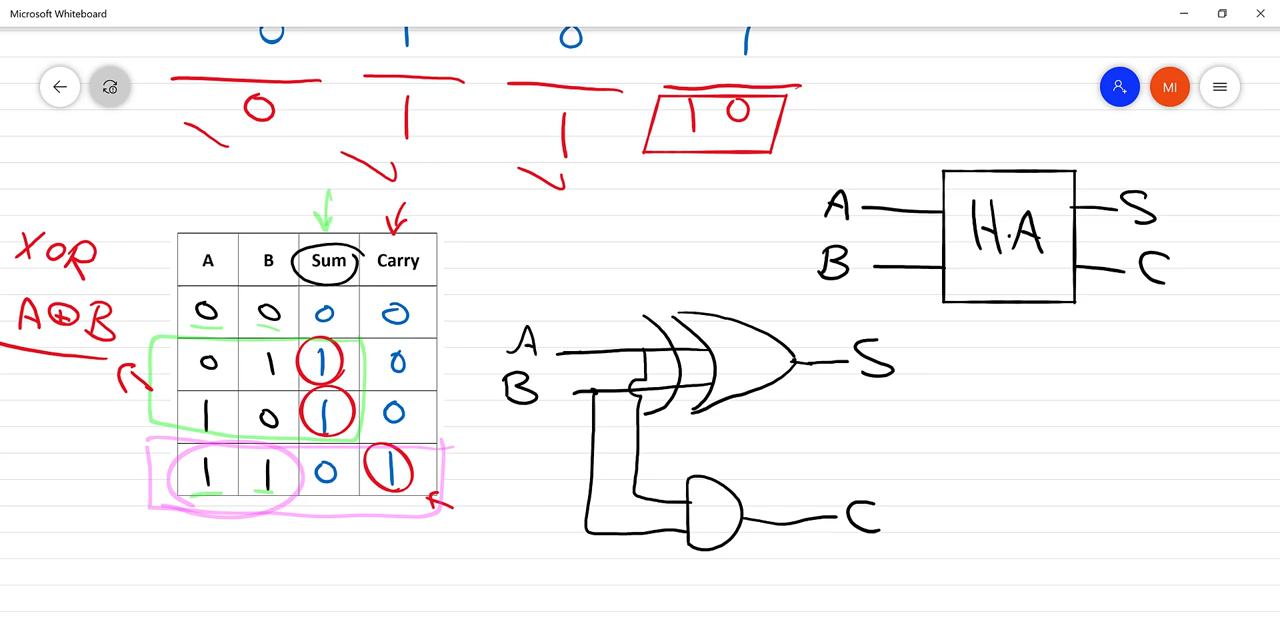 Microsoft Whiteboard
0 1 0 1
0 1 1 1 0
MI
XOR
A⊕B
A B Sum Carry
0 0 0 0
0 1 1 0
1 0 1 0
1 1 0 1
A H.A S
B C
A
B S
C